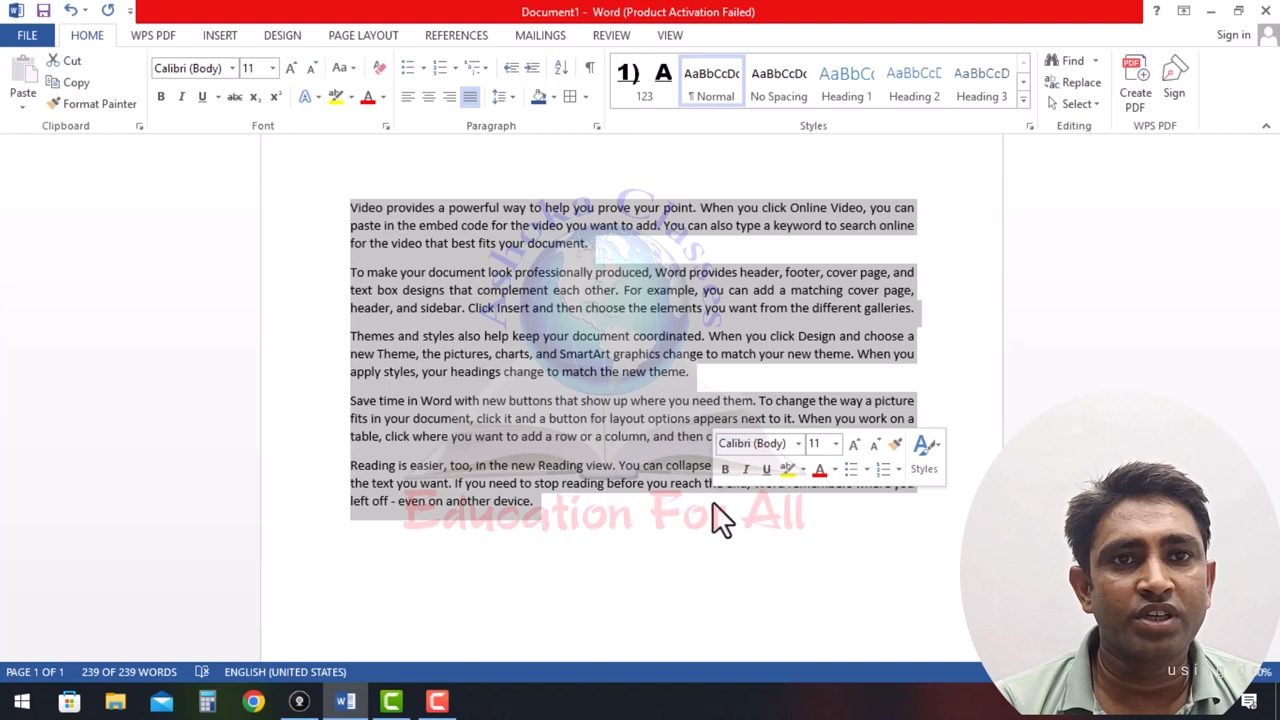 Document1 - Word (Product Activation Failed)
FILE HOME WPS PDF INSERT DESIGN PAGE LAYOUT REFERENCES MAILINGS REVIEW VIEW Sign in
Paste
Cut
Copy
Format Painter
Clipboard
Calibri (Body) 11
Font
Paragraph
1) A AaBbCcDc AaBbCcDc AaBbCc AaBbCcD AaBbCcD
123 ¶ Normal No Spacing Heading 1 Heading 2 Heading 3
Styles
Find
Replace
Select
Editing
Create PDF
Sign
WPS PDF
Video provides a powerful way to help you prove your point. When you click Online Video, you can
paste in the embed code for the video you want to add. You can also type a keyword to search online
for the video that best fits your document.
To make your document look professionally produced, Word provides header, footer, cover page, and
text box designs that complement each other. For example, you can add a matching cover page,
header, and sidebar. Click Insert and then choose the elements you want from the different galleries.
Themes and styles also help keep your document coordinated. When you click Design and choose a
new Theme, the pictures, charts, and SmartArt graphics change to match your new theme. When you
apply styles, your headings change to match the new theme.
Save time in Word with new buttons that show up where you need them. To change the way a picture
fits in your document, click it and a button for layout options appears next to it. When you work on a
table, click where you want to add a row or a column, and then
Reading is easier, too, in the new Reading view. You can collapse
the text you want. If you need to stop reading before you reach the end, Word remembers where you
left off - even on another device.
Calibri (Body) 11
Styles
Ashoka Classes
Education For All
PAGE 1 OF 1 239 OF 239 WORDS ENGLISH (UNITED STATES)